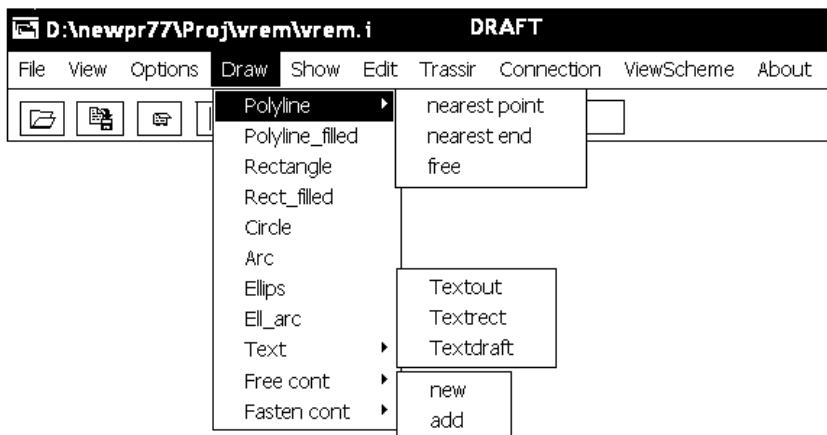 D:\newpr77\Proj\vrem\vrem.i DRAFT
File View Options Draw Show Edit Trassir Connection ViewScheme About
Polyline
Polyline_filled
Rectangle
Rect_filled
Circle
Arc
Ellips
Ell_arc
Text
Free cont
Fasten cont
nearest point
nearest end
free
Textout
Textrect
Textdraft
new
add